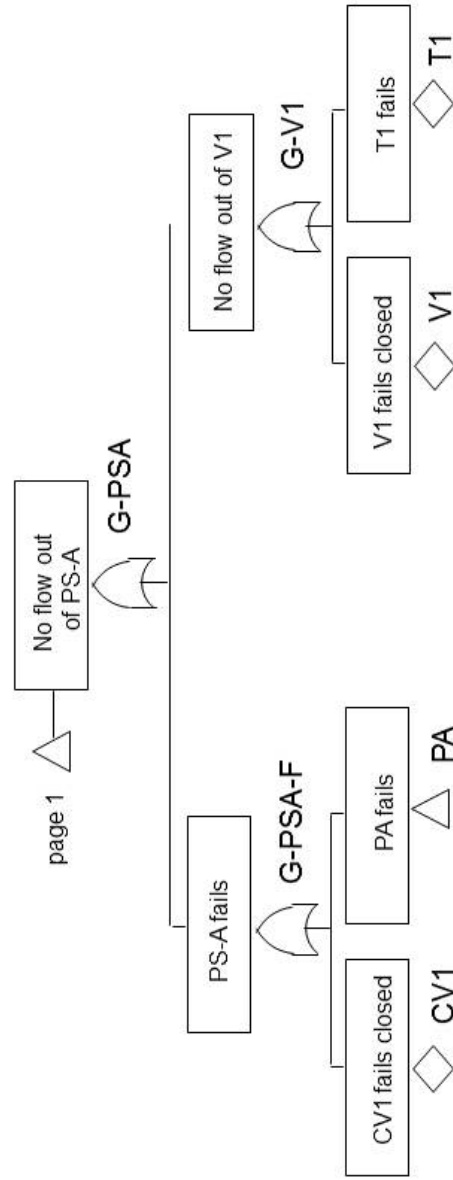 page 1
No flow out
of PS-A
G-PSA
PS-A fails
G-PSA-F
No flow out of V1
G-V1
CV1 fails closed
CV1
PA fails
PA
V1 fails closed
V1
T1 fails
T1